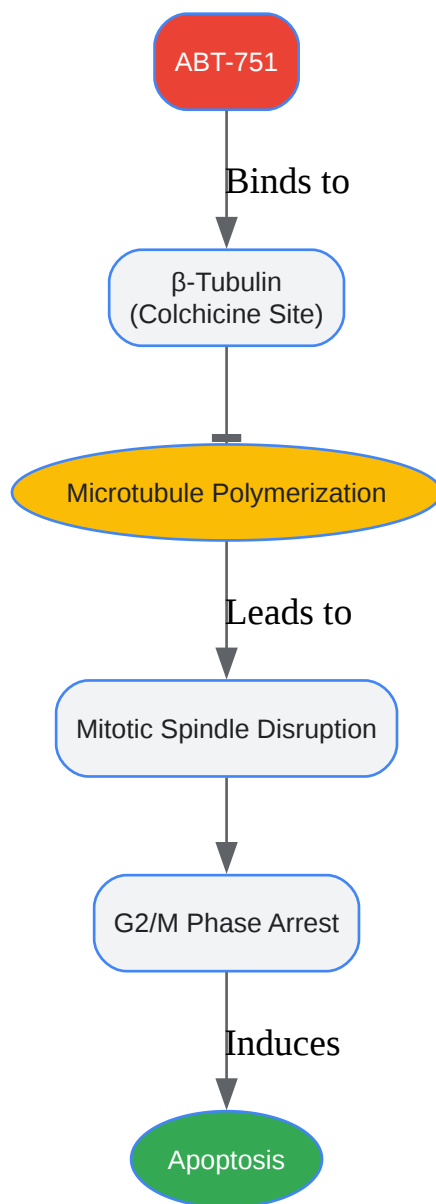 ABT-751
Binds to
β-Tubulin
(Colchicine Site)
Microtubule Polymerization
Leads to
Mitotic Spindle Disruption
G2/M Phase Arrest
Induces
Apoptosis